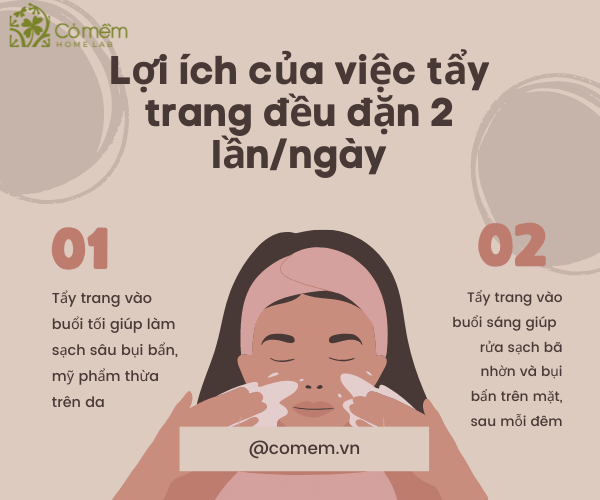 Cỏ mềm
HOME LAB
Lợi ích của việc tẩy
trang đều đặn 2
lần/ngày
01
Tẩy trang vào
buổi tối giúp làm
sạch sâu bụi bẩn,
mỹ phẩm thừa
trên da
02
Tẩy trang vào
buổi sáng giúp
rửa sạch bã
nhờn và bụi
bẩn trên mặt,
sau mỗi đêm
@comem.vn